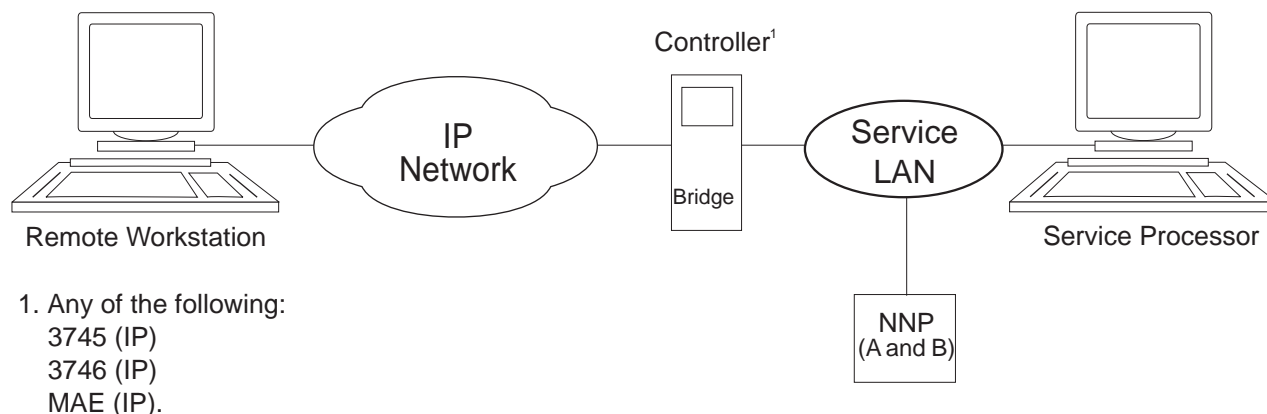 Controller¹
IP
Network
Service
LAN
Bridge
Remote Workstation
Service Processor
NNP
(A and B)
1. Any of the following:
3745 (IP)
3746 (IP)
MAE (IP).